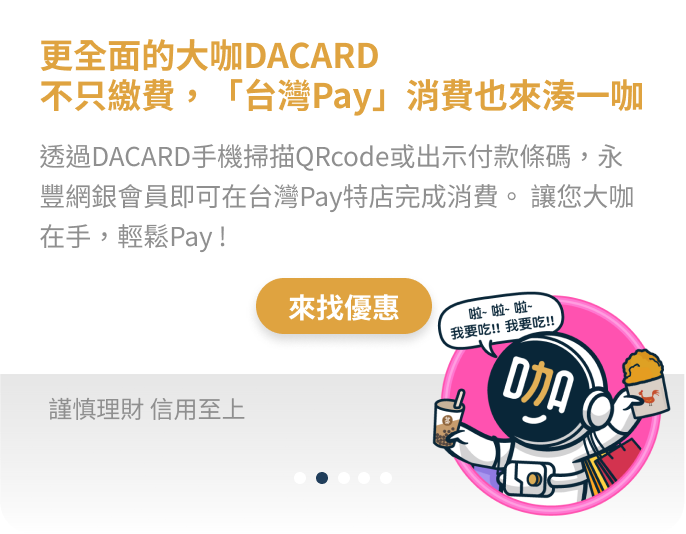 更全面的大咖DACARD
不只繳費，「台灣Pay」消費也來湊一咖
透過DACARD手機掃描QRcode或出示付款條碼，永
豐網銀會員即可在台灣Pay特店完成消費。 讓您大咖
在手，輕鬆Pay !
來找優惠
啦~ 啦~ 啦~
我要吃!! 我要吃!!
D咖A
謹慎理財 信用至上